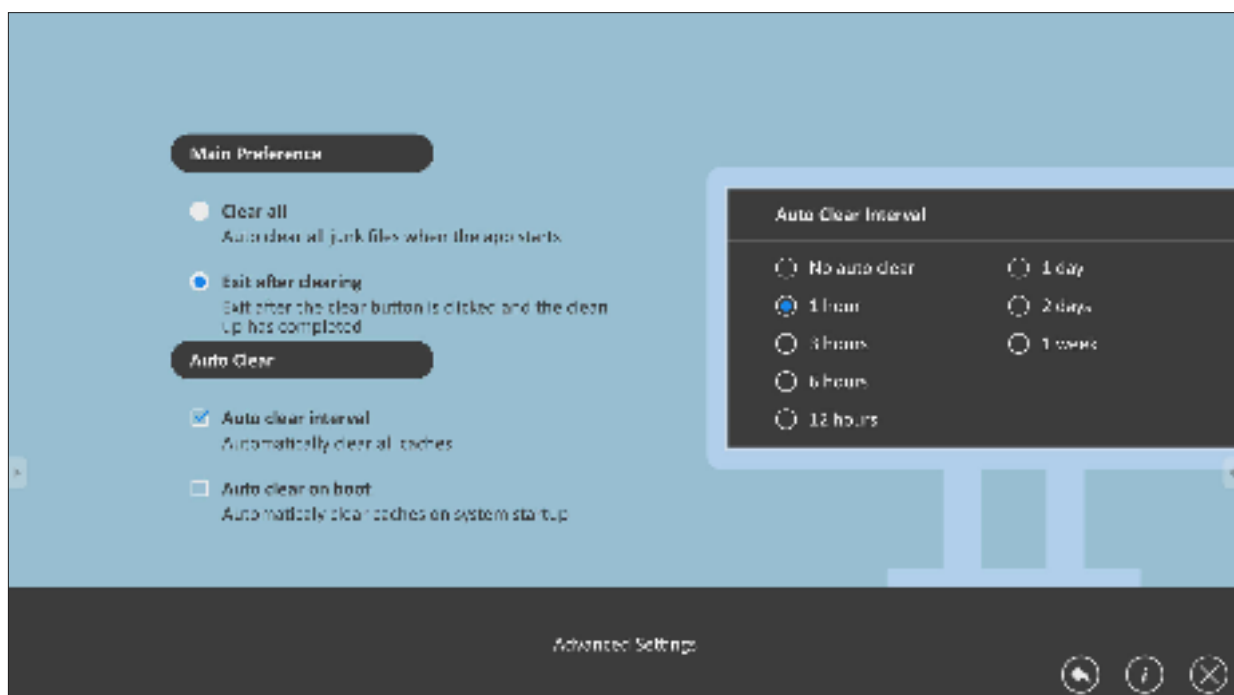 Main Preference
Clear all
Auto clear all junk files when the app starts
Exit after clearing
Exit after the clear button is clicked and the clean
up has completed
Auto Clear
Auto clear interval
Automatically clear all caches
Auto clear on boot
Automatically clear caches on system startup
Auto Clear Interval
No auto clear
1 day
1 hour
2 days
3 hours
1 week
6 hours
12 hours
Advanced Settings
i